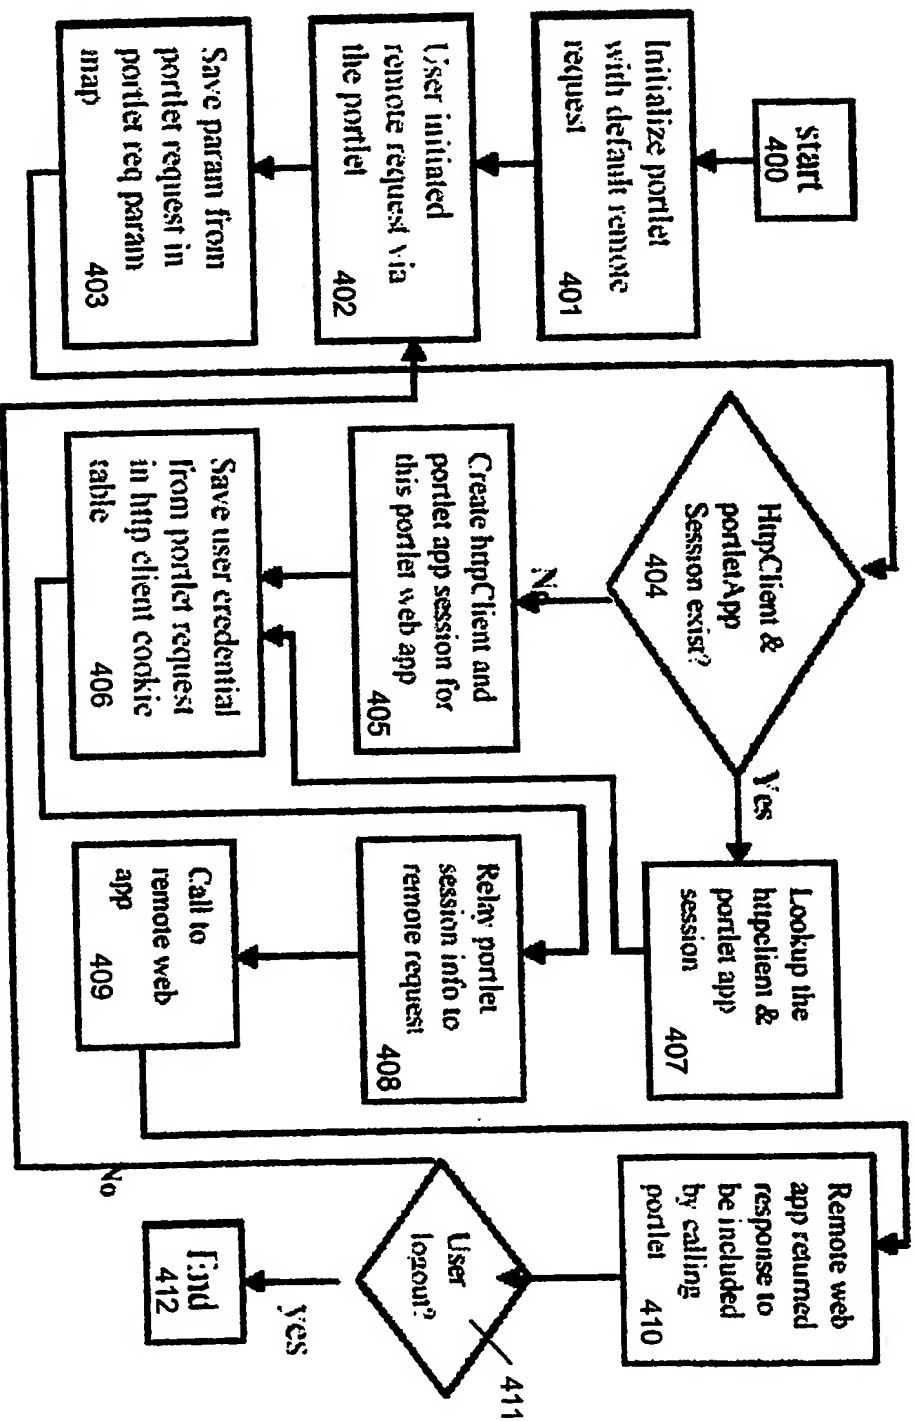 start
400
Initialize portlet
with default remote
request
401
User initiated
remote request via
the portlet
402
Save param from
portlet request in
portlet req param
map
403
HttpClient &
portletApp
Session exist?
404
No
Yes
Create httpClient and
portlet app session for
this portlet web app
405
Save user credential
from portlet request
in http client cookie
table
406
Lookup the
httpclient &
portlet app
session
407
Relay portlet
session info to
remote request
408
Call to
remote web
app
409
Remote web
app returned
response to
be included
by calling
portlet
410
User
logout?
411
No
yes
End
412